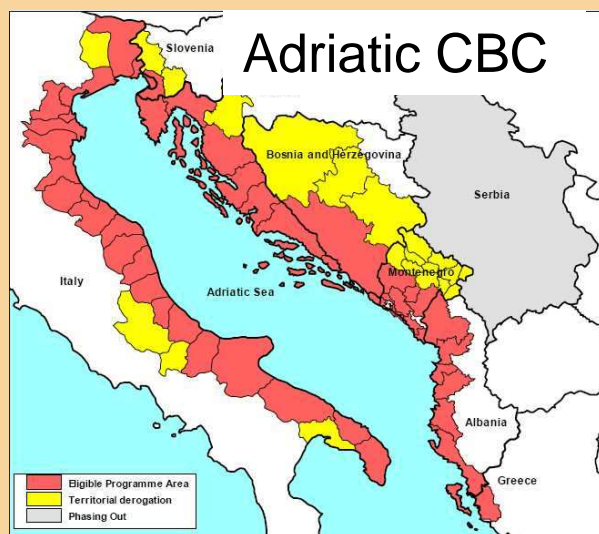 Adriatic CBC
Slovenia
Bosnia and Herzegovina
Serbia
Montenegro
Italy
Adriatic Sea
Albania
Greece
Eligible Programme Area
Territorial derogation
Phasing Out